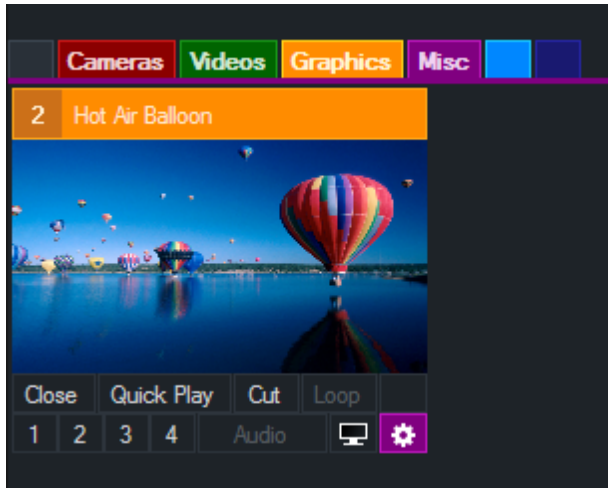 Cameras Videos Graphics Misc
2 Hot Air Balloon
Close Quick Play Cut Loop
1 2 3 4 Audio